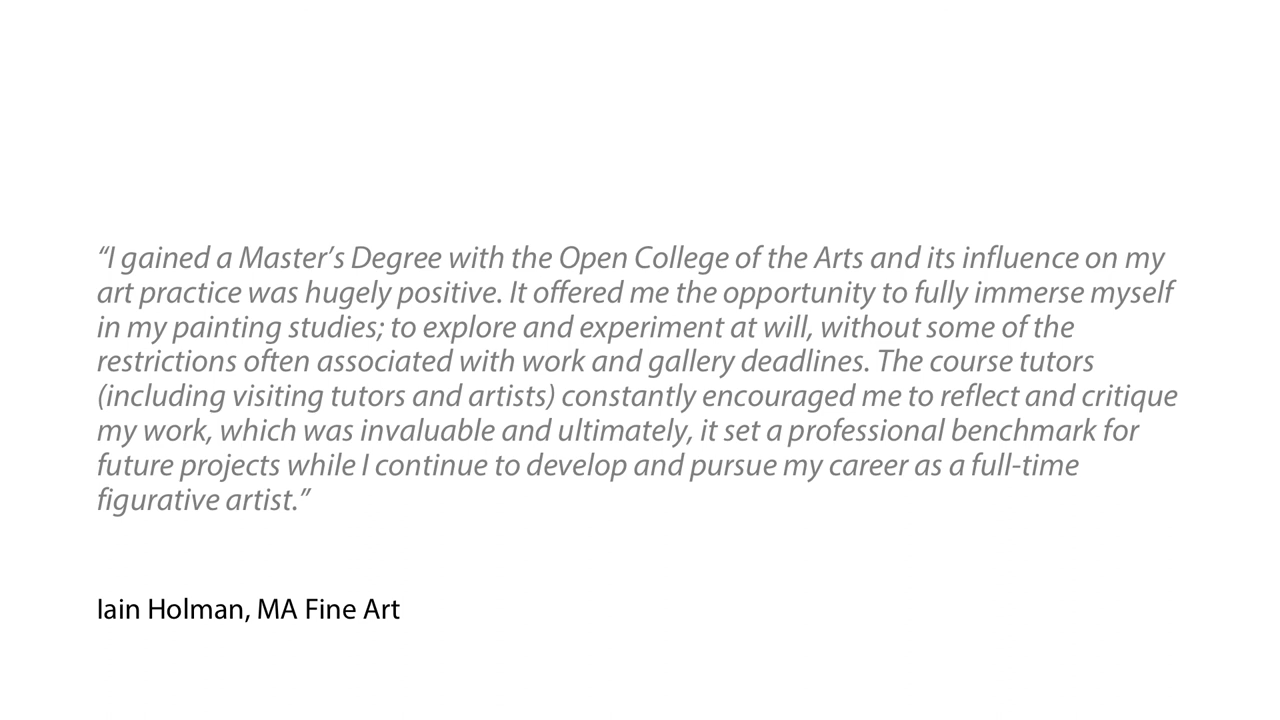 “I gained a Master’s Degree with the Open College of the Arts and its influence on my
art practice was hugely positive. It offered me the opportunity to fully immerse myself
in my painting studies; to explore and experiment at will, without some of the
restrictions often associated with work and gallery deadlines. The course tutors
(including visiting tutors and artists) constantly encouraged me to reflect and critique
my work, which was invaluable and ultimately, it set a professional benchmark for
future projects while I continue to develop and pursue my career as a full-time
figurative artist.”
Iain Holman, MA Fine Art